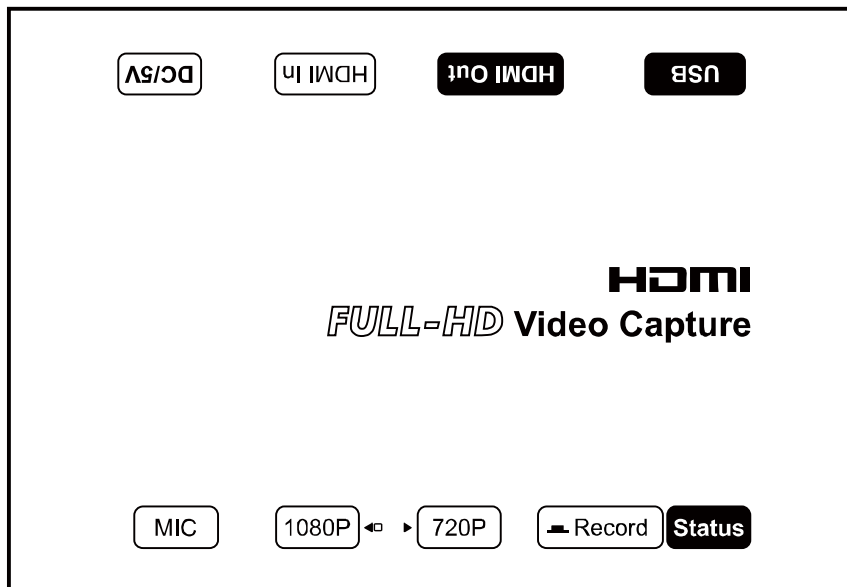 DC/5V HDMI In HDMI Out USB
HDMI
FULL-HD Video Capture
MIC 1080P 720P Record Status